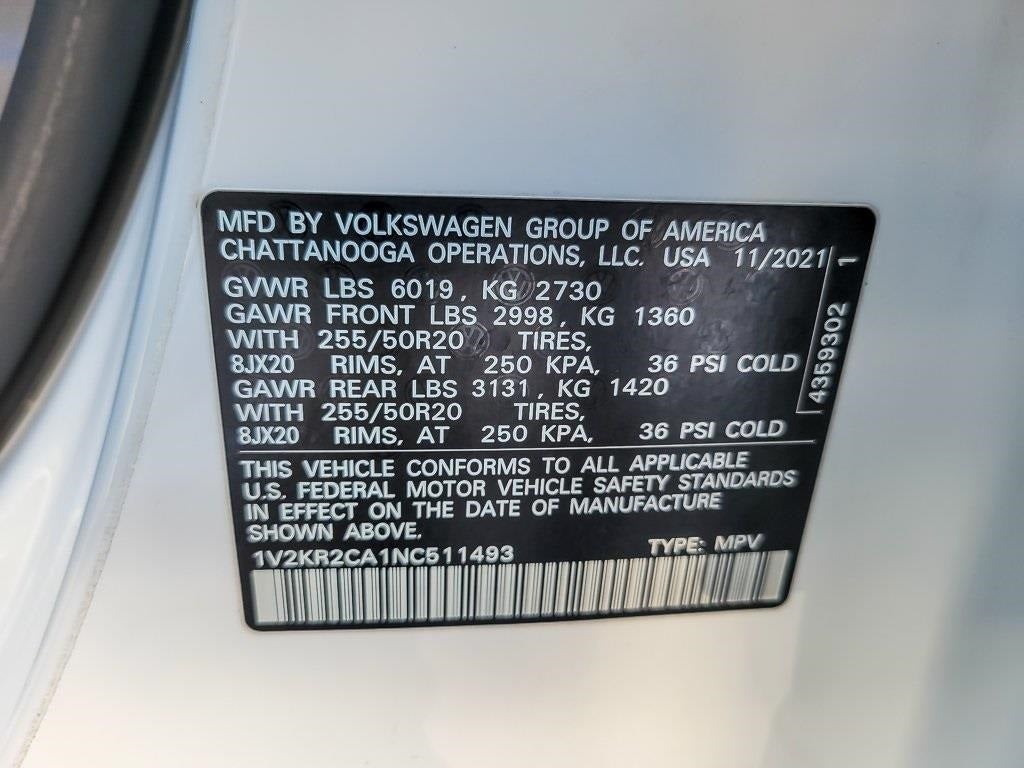 MFD BY VOLKSWAGEN GROUP OF AMERICA
CHATTANOOGA OPERATIONS, LLC. USA 11/2021
GVWR LBS 6019, KG 2730
GAWR FRONT LBS 2998, KG 1360
WITH 255/50R20 TIRES,
8JX20 RIMS, AT 250 KPA, 36 PSI COLD
GAWR REAR LBS 3131, KG 1420
WITH 255/50R20 TIRES,
8JX20 RIMS, AT 250 KPA, 36 PSI COLD
4359302 1
THIS VEHICLE CONFORMS TO ALL APPLICABLE
U.S. FEDERAL MOTOR VEHICLE SAFETY STANDARDS
IN EFFECT ON THE DATE OF MANUFACTURE
SHOWN ABOVE.
1V2KR2CA1NC511493 TYPE: MPV